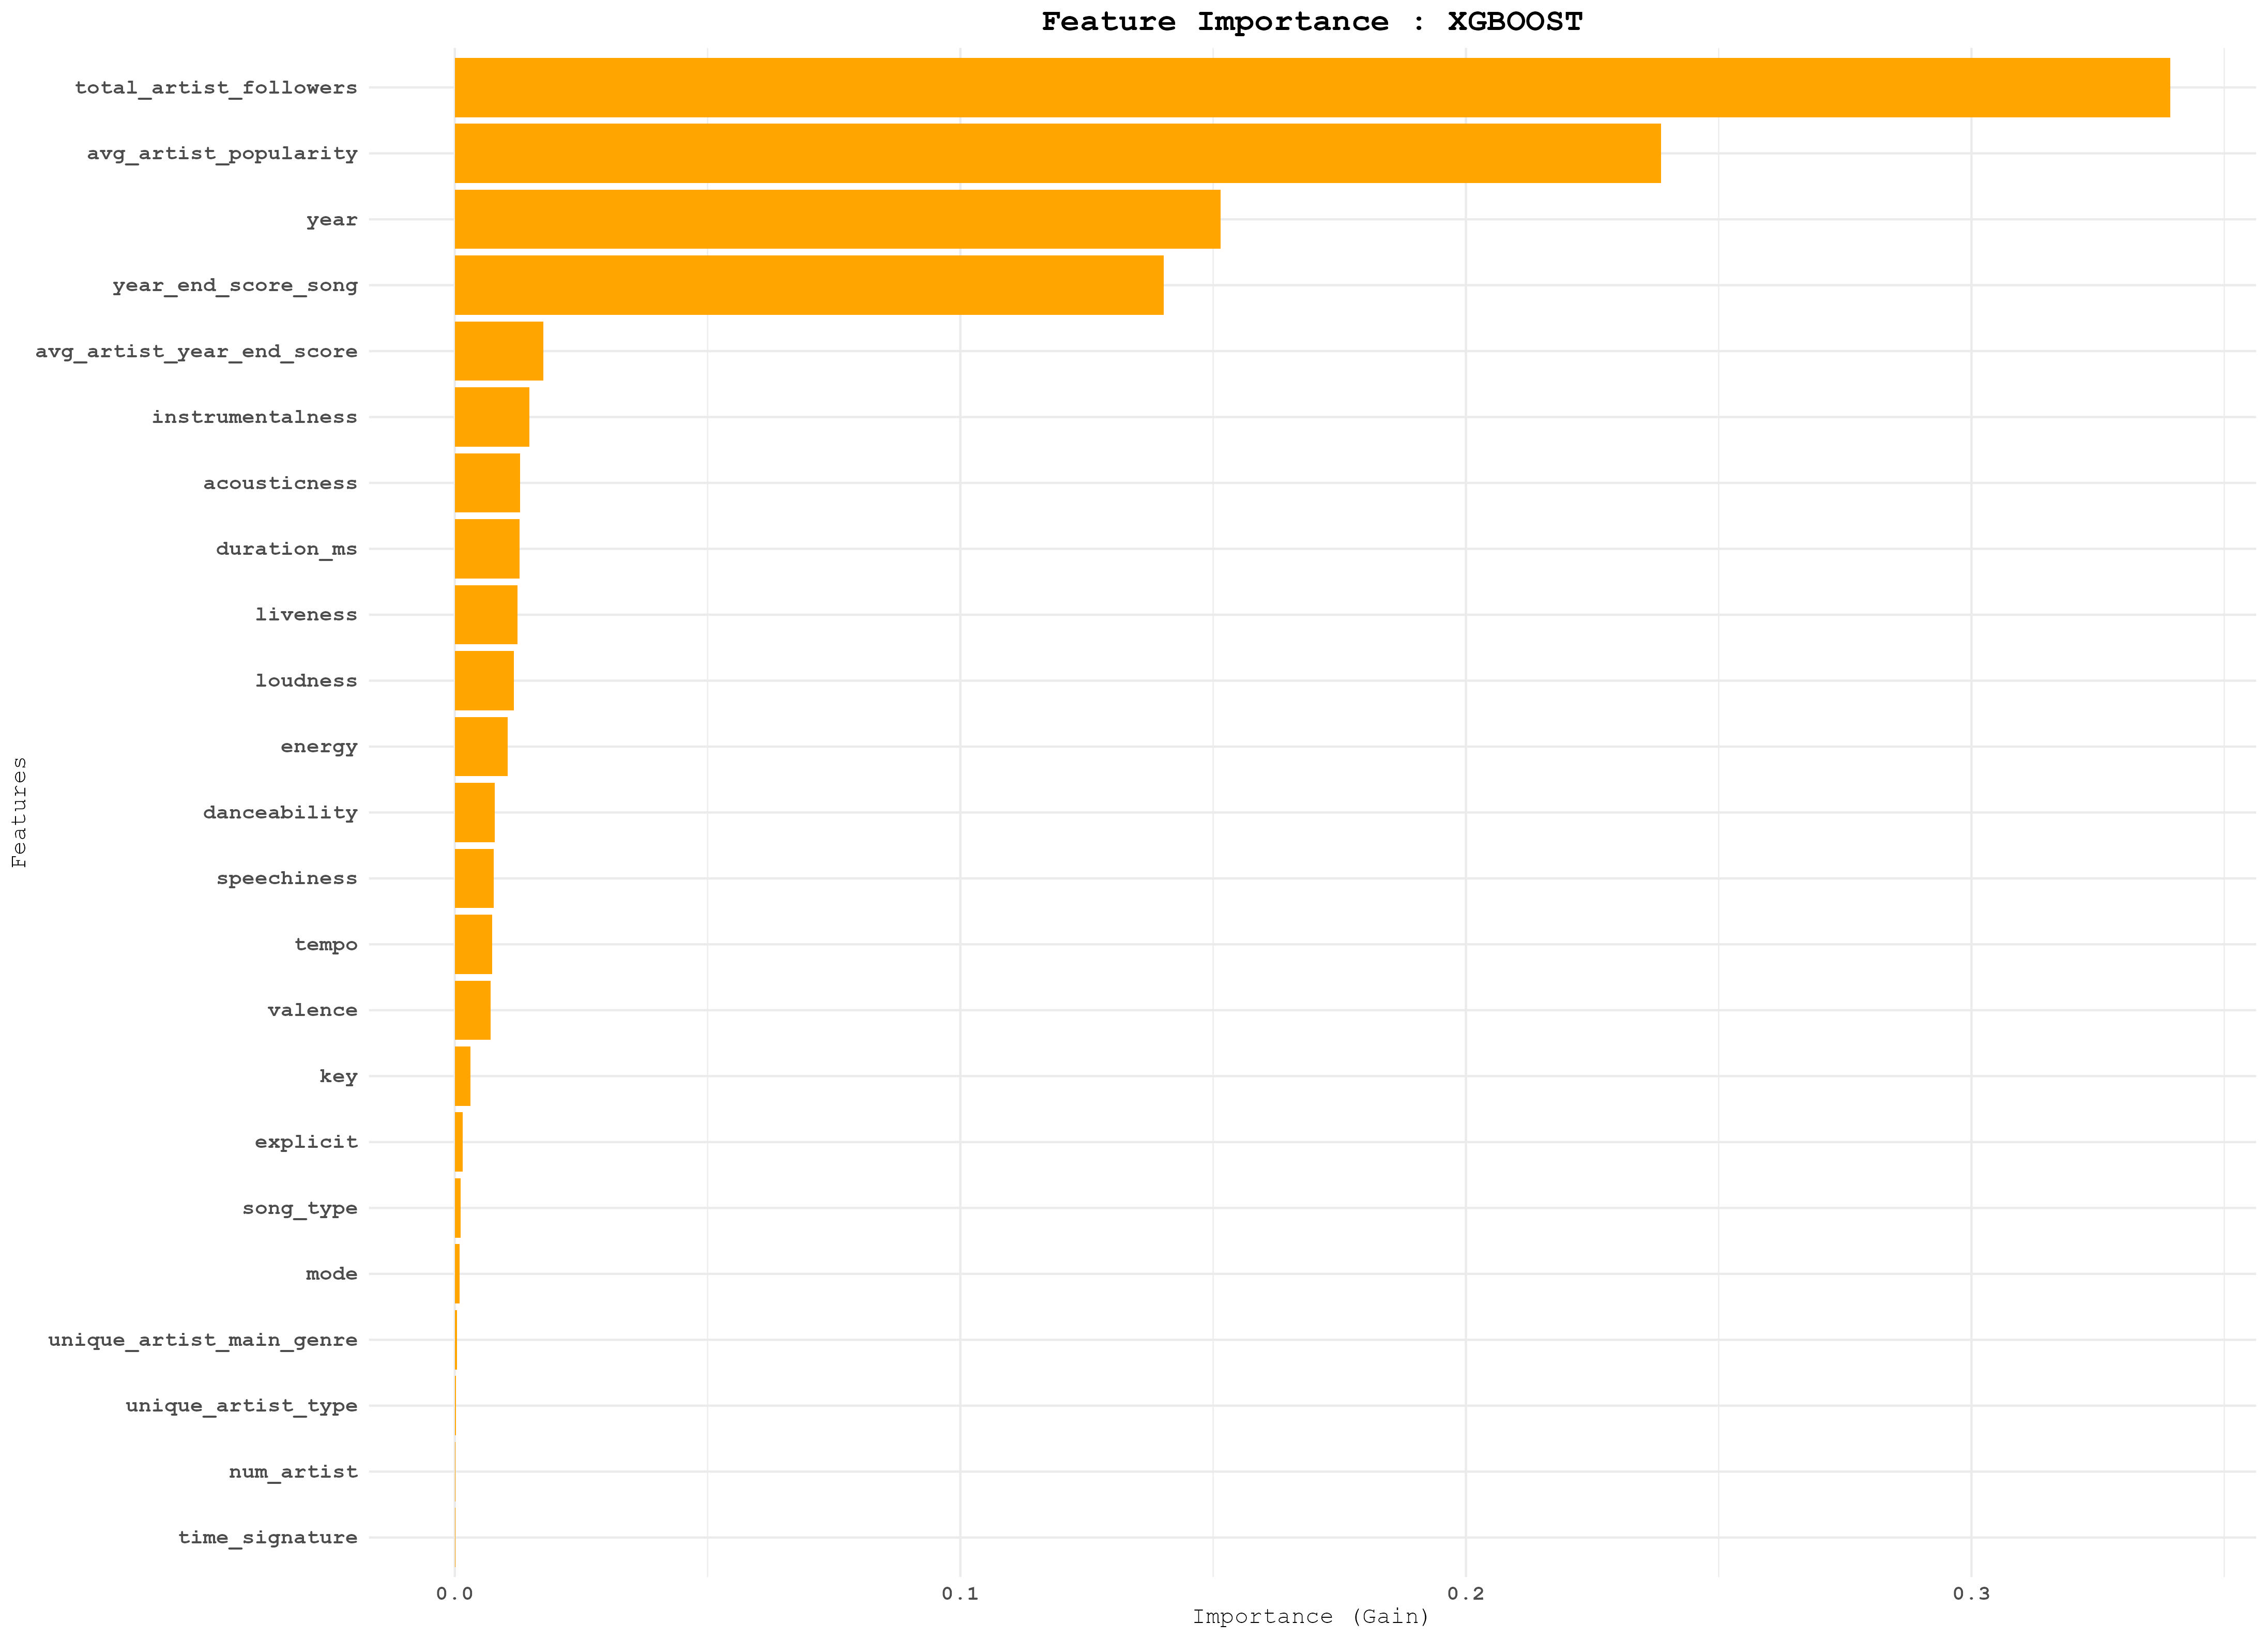 Feature Importance : XGBOOST
total_artist_followers
avg_artist_popularity
year
year_end_score_song
avg_artist_year_end_score
instrumentalness
acousticness
duration_ms
liveness
loudness
energy
danceability
speechiness
tempo
valence
key
explicit
song_type
mode
unique_artist_main_genre
unique_artist_type
num_artist
time_signature
Features
0.0 0.1 0.2 0.3
Importance (Gain)